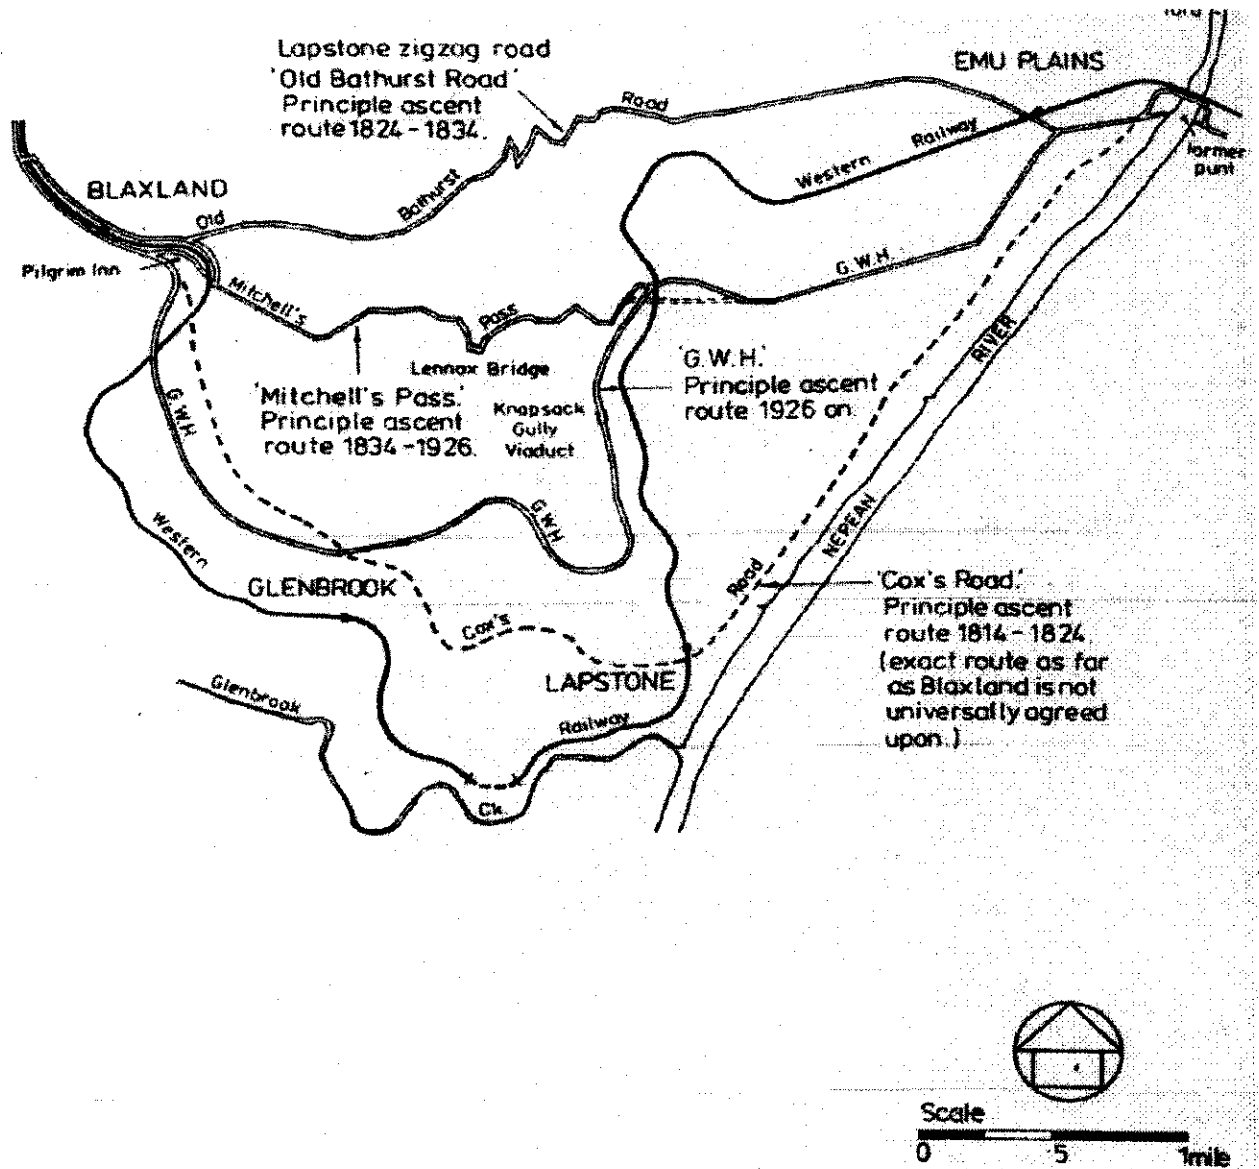 ford
Lapstone zigzag road
'Old Bathurst Road'
Principle ascent
route 1824-1834.
EMU PLAINS
Road
Railway
Western
former
punt
Bathurst
BLAXLAND
Old
Pilgrim Inn
Mitchell's
Pass
G.W.H.
Lennox Bridge
RIVER
'G.W.H.'
Principle ascent
route 1926 on.
'Mitchell's Pass.'
Principle ascent
route 1834-1926.
Knapsack
Gully
Viaduct
G.W.H
G.W.H
NEPEAN
Western
GLENBROOK
Road
'Cox's Road.'
Principle ascent
route 1814-1824
(exact route as far
as Blaxland is not
universally agreed
upon.)
Cox's
LAPSTONE
Glenbrook
Railway
Ck.
Scale
0 .5 1mile